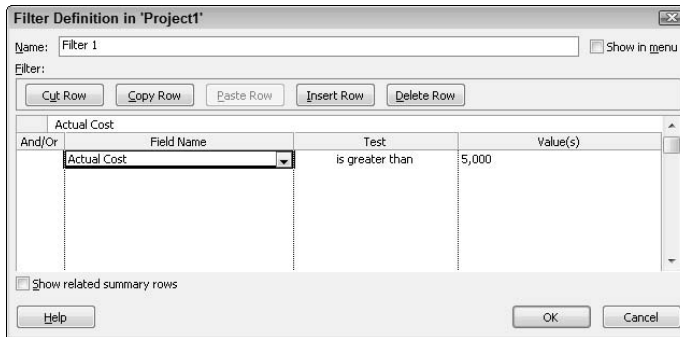 Filter Definition in 'Project1'
Name: Filter 1 Show in menu
Filter:
Cut Row Copy Row Paste Row Insert Row Delete Row
Actual Cost
And/Or Field Name Test Value(s)
Actual Cost is greater than 5,000
Show related summary rows
Help OK Cancel